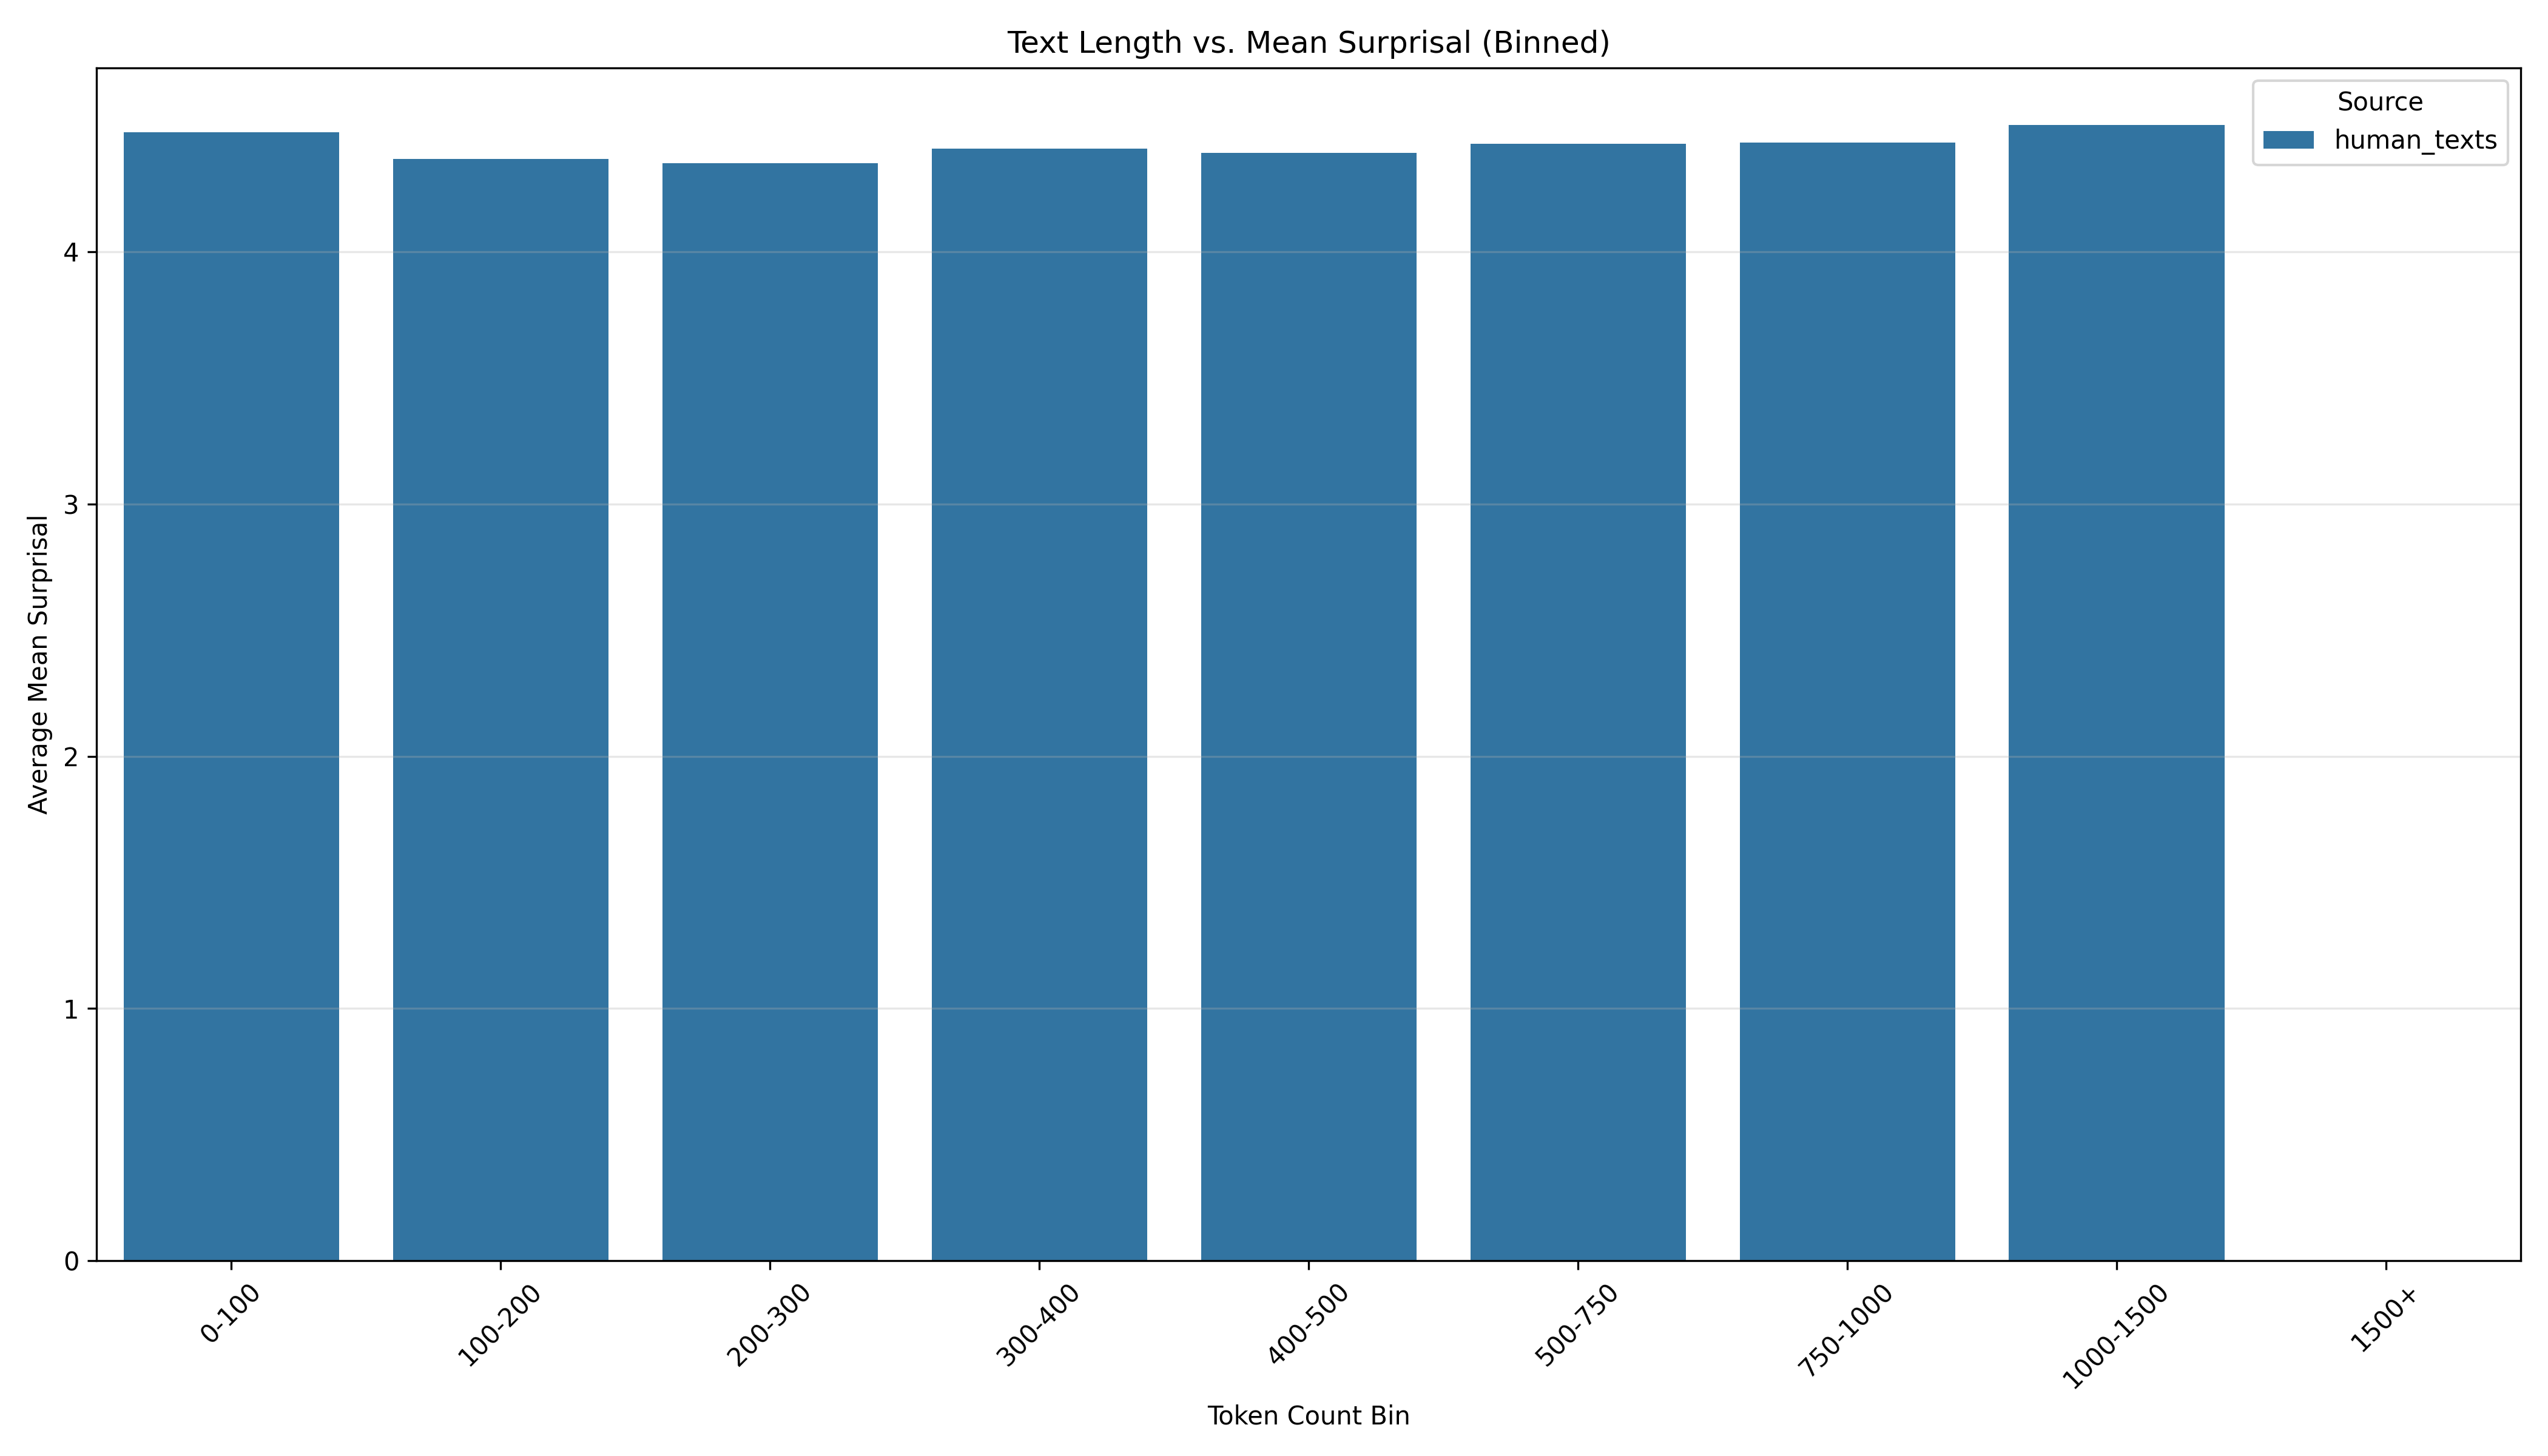 Text Length vs. Mean Surprisal (Binned)
Source
human_texts
Average Mean Surprisal
4
3
2
1
0
0-100
100-200
200-300
300-400
400-500
500-750
750-1000
1000-1500
1500+
Token Count Bin